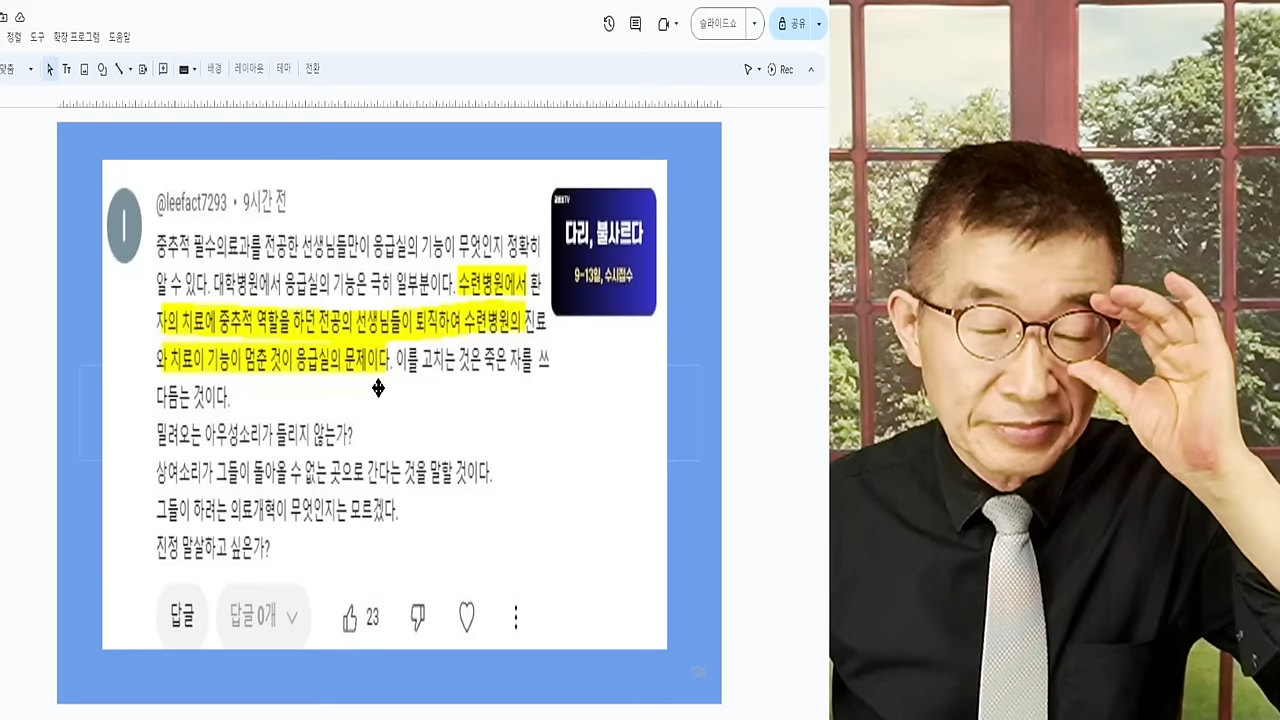 정렬 도구 확장 프로그램 도움말
슬라이드쇼
공유
맞춤
배경 레이아웃 테마 전환
Rec
@leefact7293 • 9시간 전
중추적 필수의료과를 전공한 선생님들만이 응급실의 기능이 무엇인지 정확히
알 수 있다. 대학병원에서 응급실의 기능은 극히 일부분이다. 수련병원에서 환
자의 치료에 중추적 역할을 하던 전공의 선생님들이 퇴직하여 수련병원의 진료
와 치료이 기능이 멈춘 것이 응급실의 문제이다. 이를 고치는 것은 죽은 자를 쓰
다듬는 것이다.
밀려오는 아우성소리가 들리지 않는가?
상여소리가 그들이 돌아올 수 없는 곳으로 간다는 것을 말할 것이다.
그들이 하려는 의료개혁이 무엇인지는 모르겠다.
진정 말살하고 싶은가?
답글
답글 0개
23
다리, 불사르다
9~13일, 수시접수